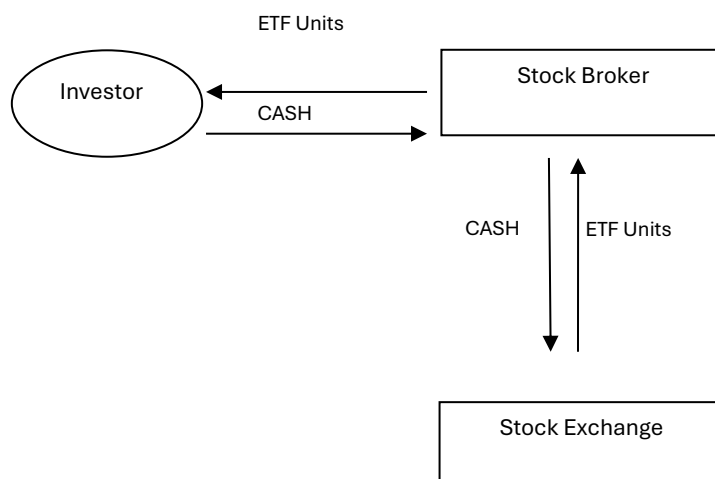 ETF Units
Investor
Stock Broker
CASH
CASH
ETF Units
Stock Exchange